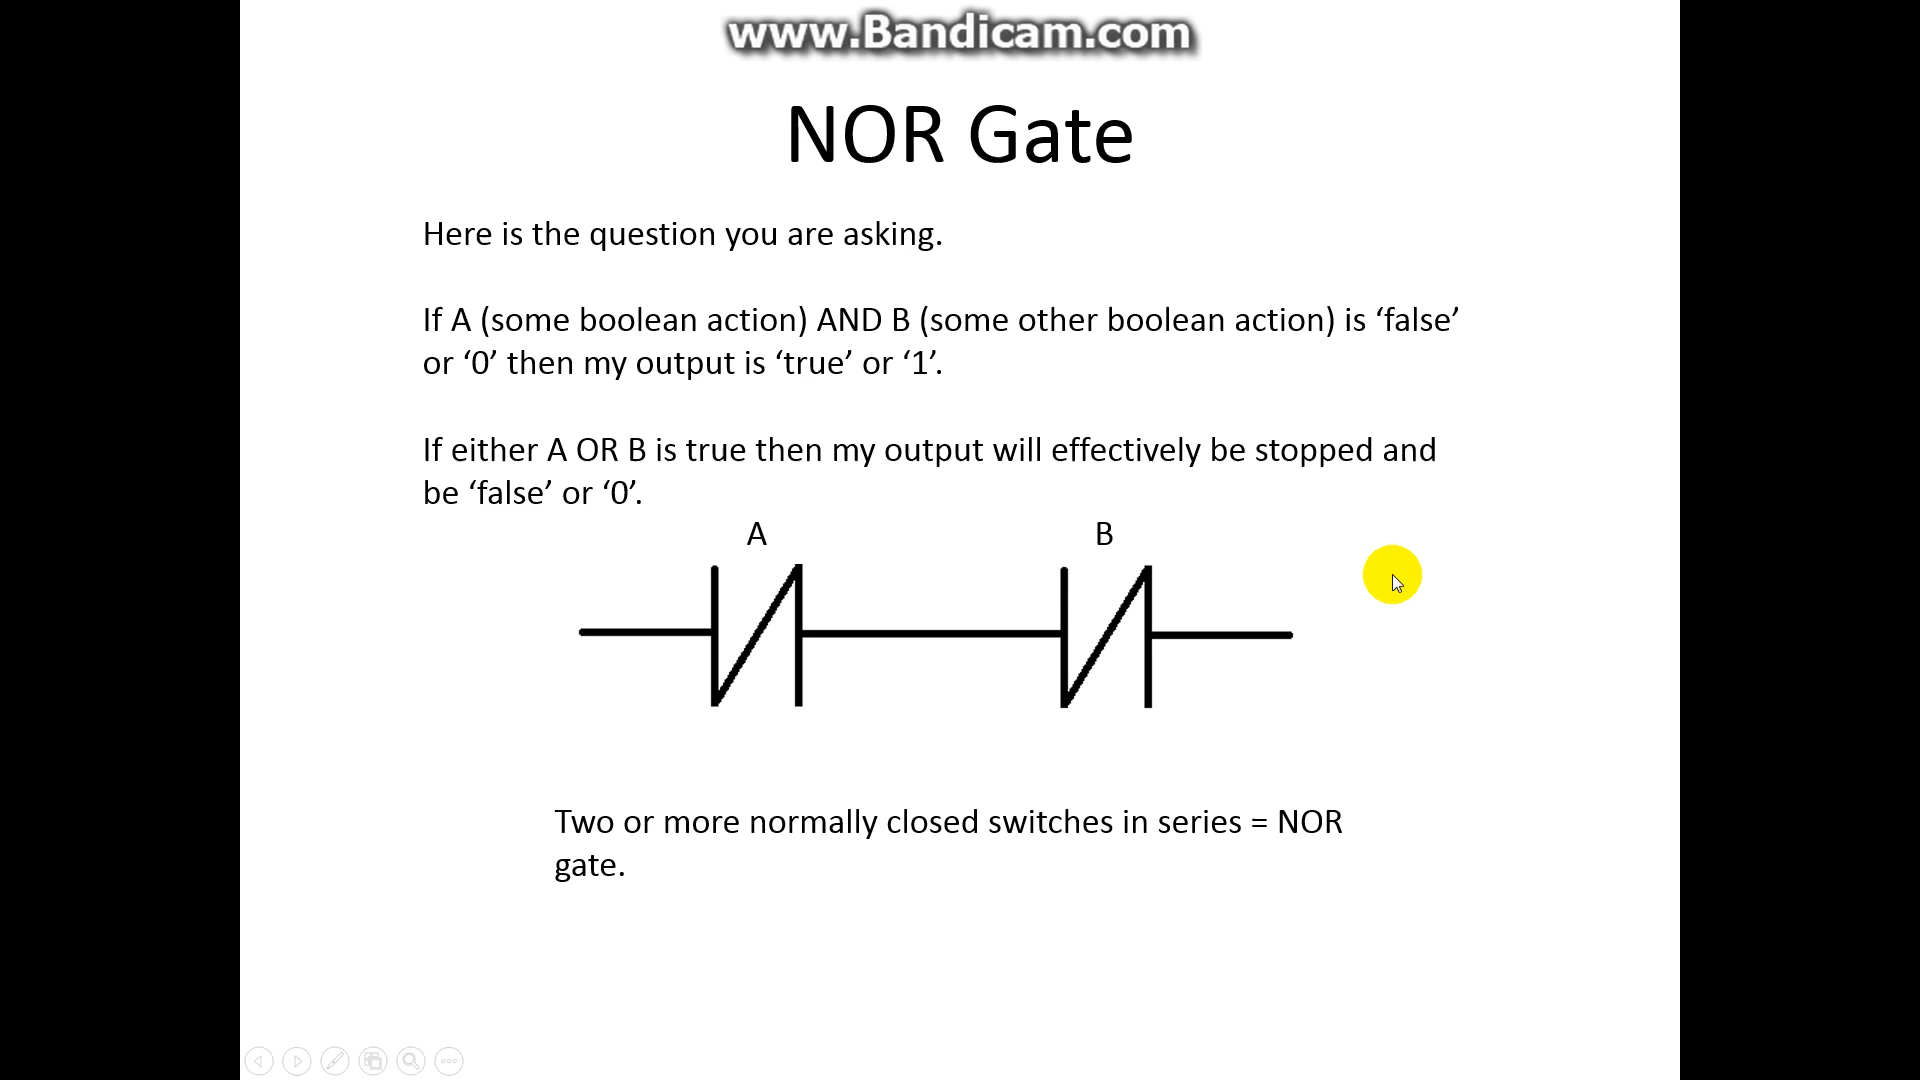 www.Bandicam.com
NOR Gate
Here is the question you are asking.
If A (some boolean action) AND B (some other boolean action) is ‘false’
or ‘0’ then my output is ‘true’ or ‘1’.
If either A OR B is true then my output will effectively be stopped and
be ‘false’ or ‘0’.
A B
Two or more normally closed switches in series = NOR
gate.